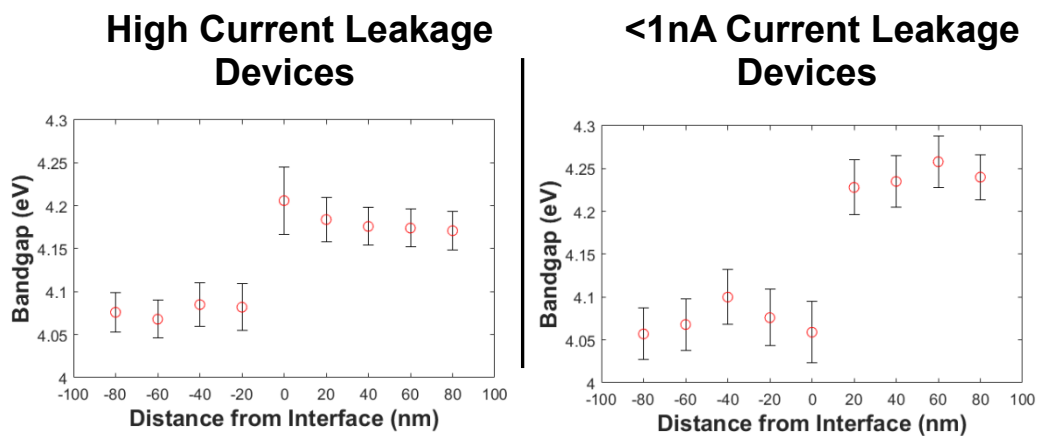 High Current Leakage
Devices
<1nA Current Leakage
Devices
4.3
4.25
4.2
4.15
4.1
4.05
4
Bandgap (eV)
-100 -80 -60 -40 -20 0 20 40 60 80 100
Distance from Interface (nm)
4.3
4.25
4.2
4.15
4.1
4.05
4
Bandgap (eV)
-100 -80 -60 -40 -20 0 20 40 60 80 100
Distance from Interface (nm)